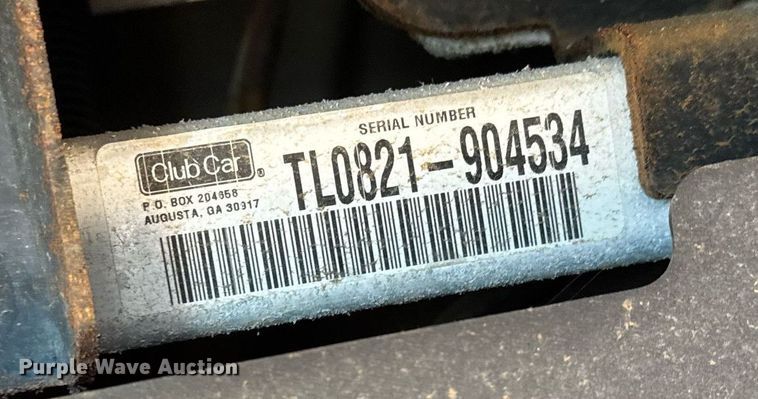 SERIAL NUMBER
Club Car®
TL0821-904534
P.O. BOX 204658
AUGUSTA, GA 30917
Purple Wave Auction